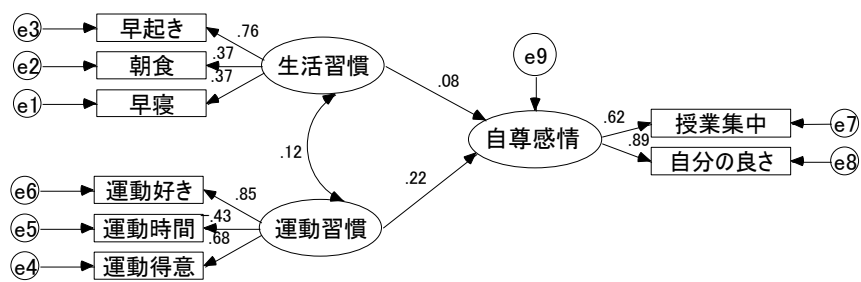 e3
早起き
.76
e2
朝食
.37
e1
早寝
.37
生活習慣
.08
e9
.12
自尊感情
.62
授業集中
e7
.89
自分の良さ
e8
.22
e6
運動好き
.85
e5
運動時間
-.43
e4
運動得意
.68
運動習慣